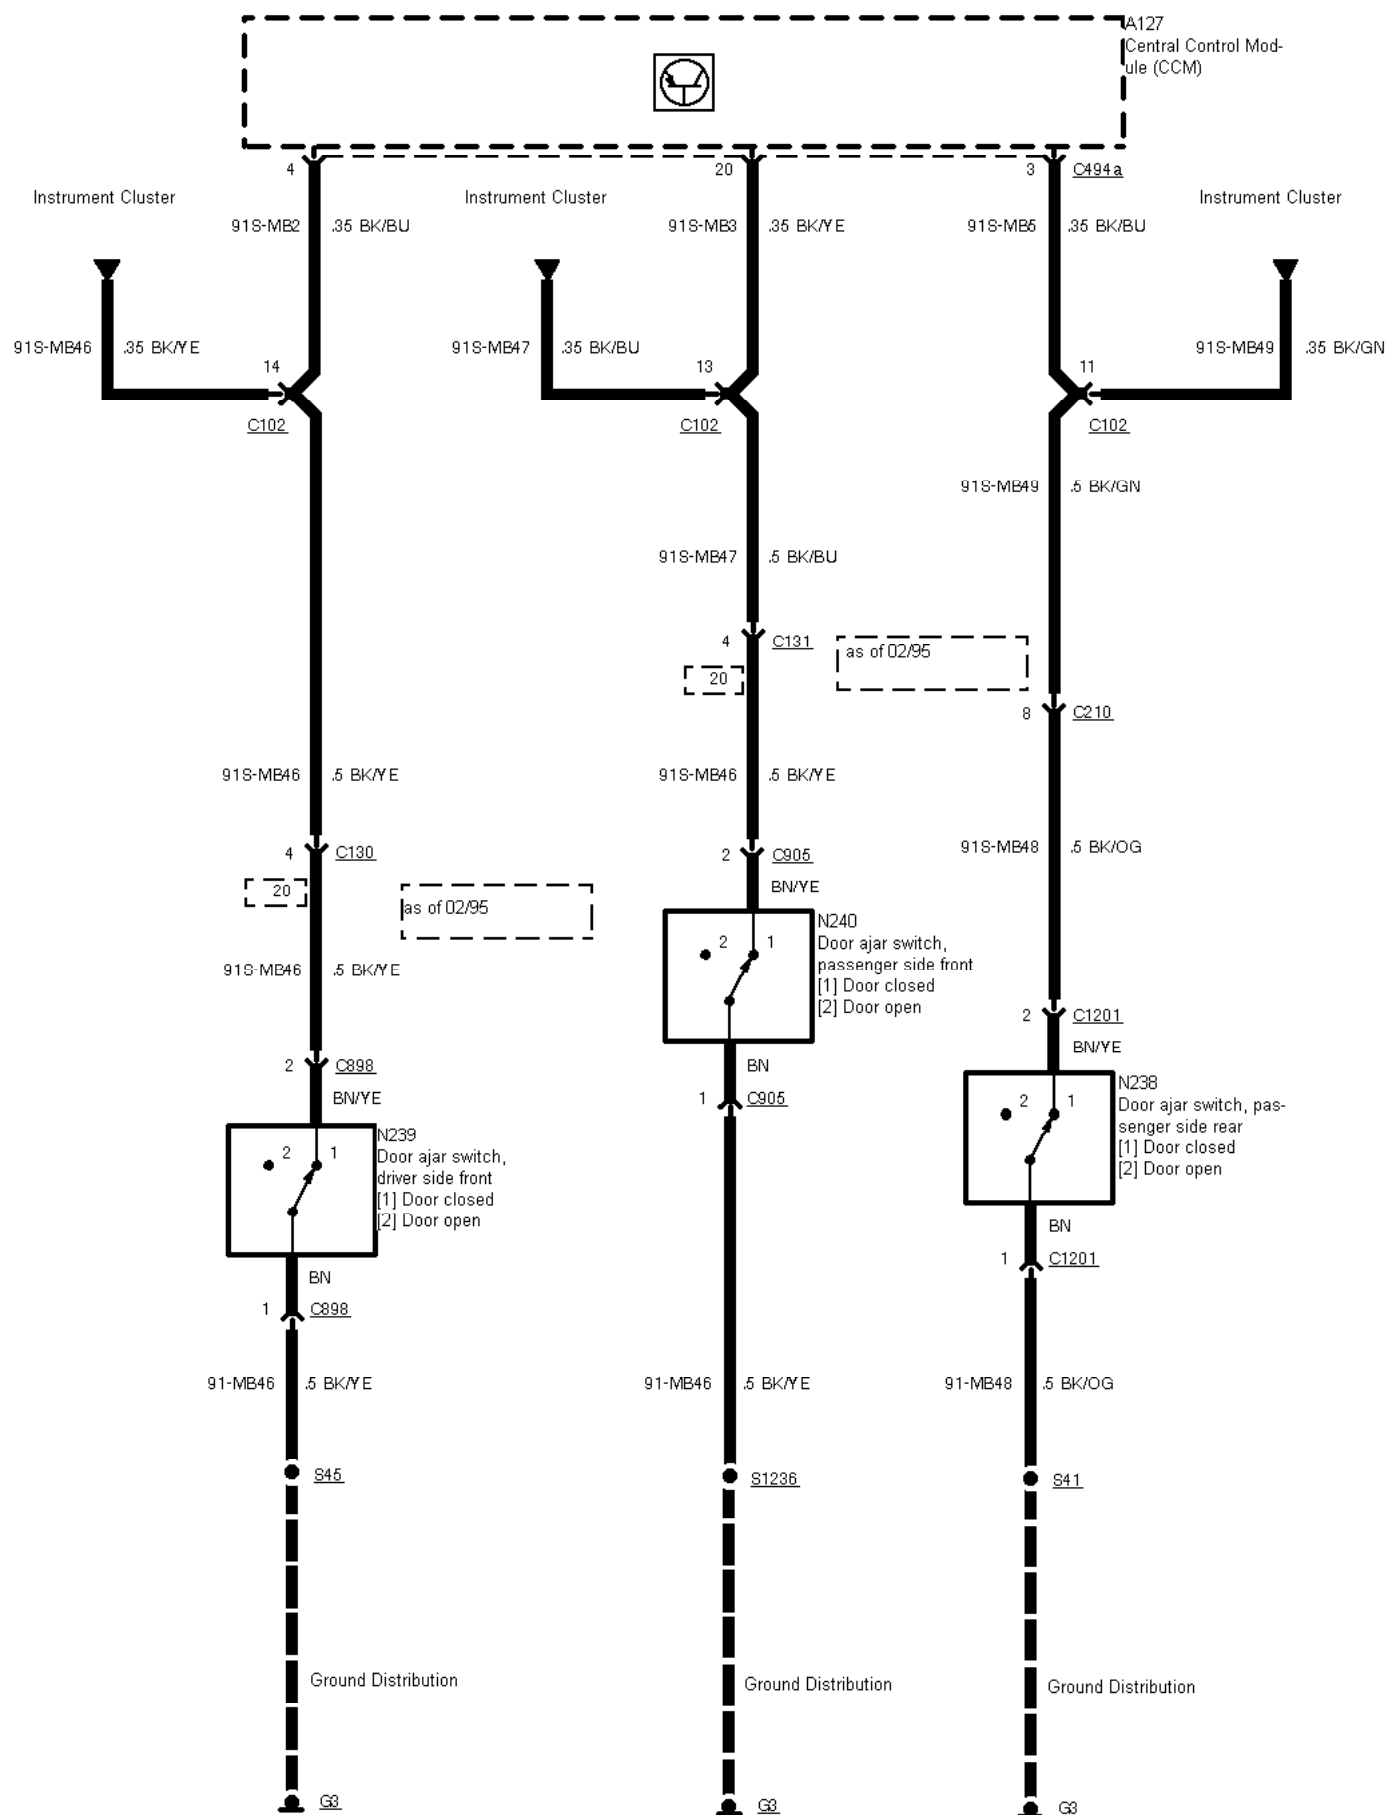 A127
Central Control Mod-
ule (CCM)
4
20
3
C494a
Instrument Cluster
Instrument Cluster
Instrument Cluster
91S-MB2
.35 BK/BU
91S-MB3
.35 BK/YE
91S-MB5
.35 BK/BU
91S-MB46
.35 BK/YE
91S-MB47
.35 BK/BU
91S-MB49
.35 BK/GN
14
13
11
C102
C102
C102
91S-MB49
.5 BK/GN
91S-MB47
.5 BK/BU
4
C131
as of 02/95
20
8
C210
91S-MB46
.5 BK/YE
91S-MB46
.5 BK/YE
91S-MB48
.5 BK/OG
4
C130
2
C905
20
BN/YE
as of 02/95
N240
Door ajar switch,
passenger side front
[1] Door closed
[2] Door open
2
1
91S-MB46
.5 BK/YE
2
C1201
BN/YE
2
C898
BN
BN/YE
1
C905
N238
Door ajar switch, pas-
senger side rear
[1] Door closed
[2] Door open
2
1
N239
Door ajar switch,
driver side front
[1] Door closed
[2] Door open
2
1
BN
1
C1201
BN
1
C898
91-MB46
.5 BK/YE
91-MB46
.5 BK/YE
91-MB48
.5 BK/OG
S45
S1236
S41
Ground Distribution
Ground Distribution
Ground Distribution
G3
G3
G3